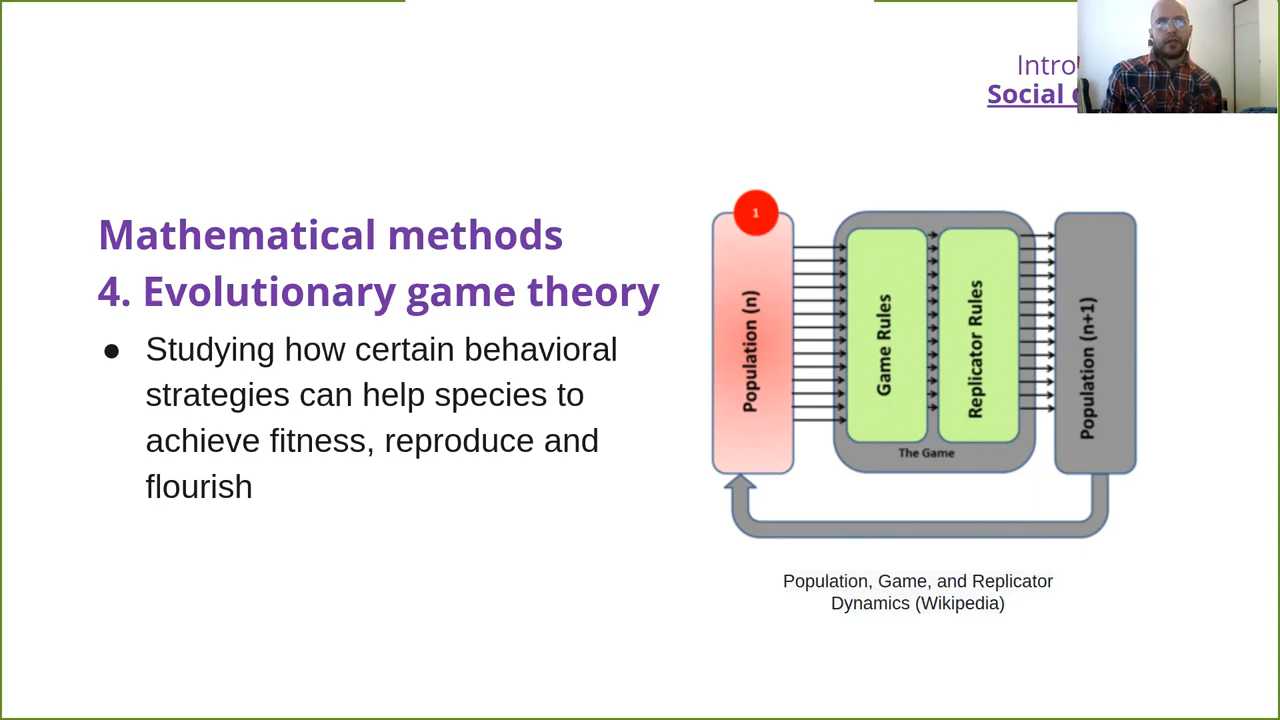 Intro
Social
Mathematical methods
4. Evolutionary game theory
● Studying how certain behavioral
strategies can help species to
achieve fitness, reproduce and
flourish
1
Population (n)
Game Rules
Replicator Rules
The Game
Population (n+1)
Population, Game, and Replicator
Dynamics (Wikipedia)